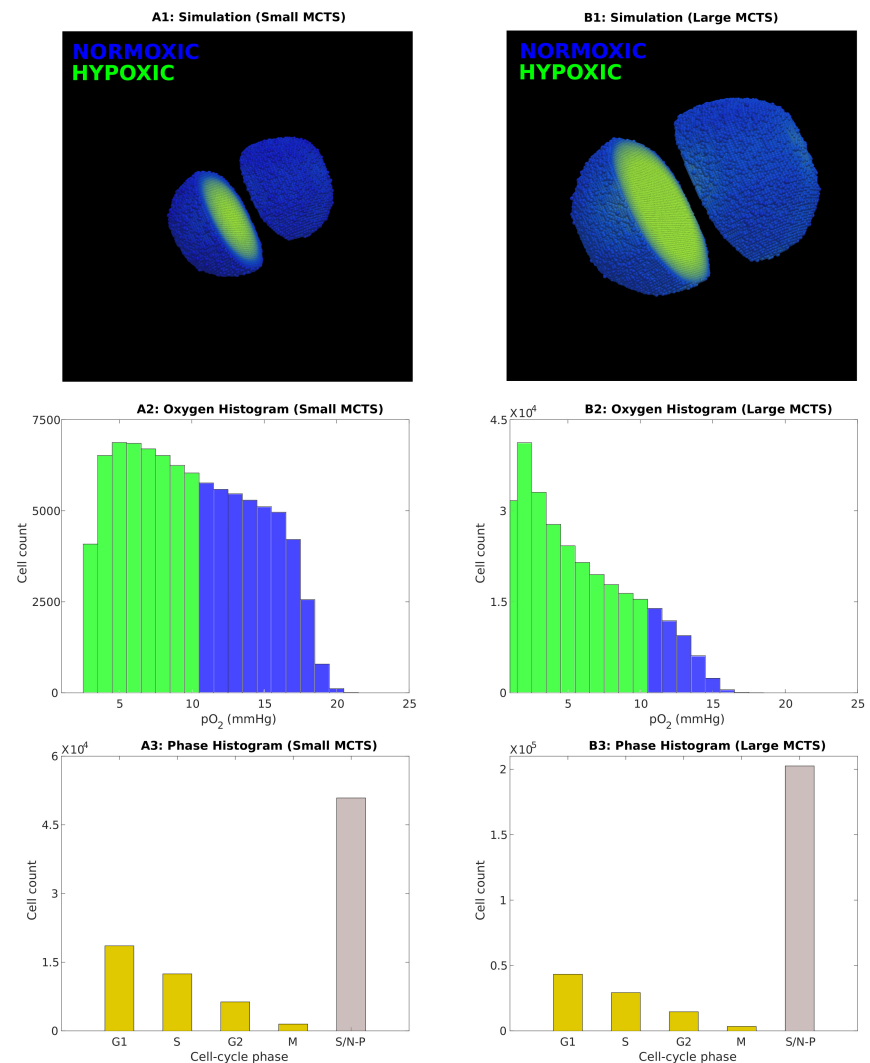 A1: Simulation (Small MCTS)
NORMOXIC
HYPOXIC
B1: Simulation (Large MCTS)
NORMOXIC
HYPOXIC
A2: Oxygen Histogram (Small MCTS)
7500
5000
2500
0
Cell count
5 10 15 20 25
pO2 (mmHg)
B2: Oxygen Histogram (Large MCTS)
X10^4
4.5
3
1.5
0
Cell count
5 10 15 20 25
pO2 (mmHg)
A3: Phase Histogram (Small MCTS)
X10^4
6
4.5
3
1.5
0
Cell count
G1 S G2 M S/N-P
Cell-cycle phase
B3: Phase Histogram (Large MCTS)
X10^5
2
1.5
1
0.5
0
Cell count
G1 S G2 M S/N-P
Cell-cycle phase